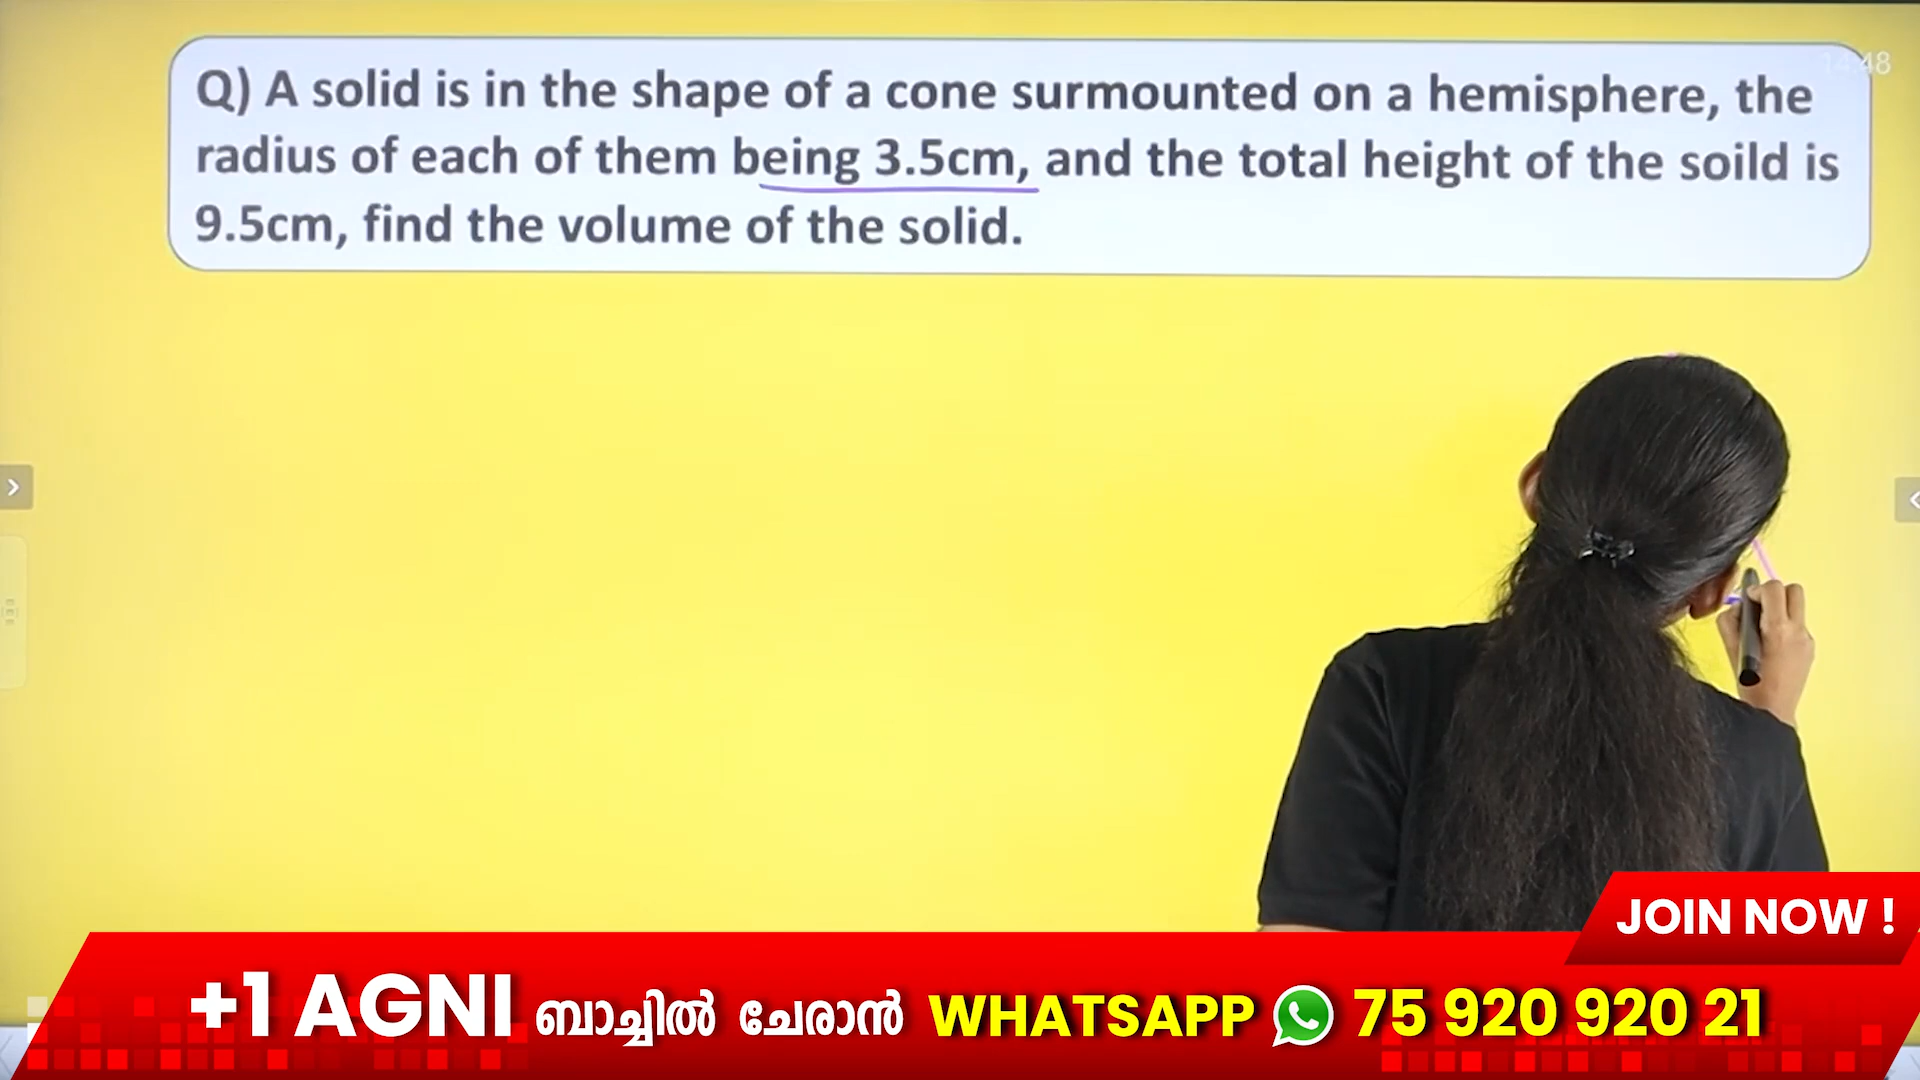 14:48
Q) A solid is in the shape of a cone surmounted on a hemisphere, the
radius of each of them being 3.5cm, and the total height of the soild is
9.5cm, find the volume of the solid.
JOIN NOW !
+1 AGNI ബാച്ചിൽ ചേരാൻ WHATSAPP 75 920 920 21